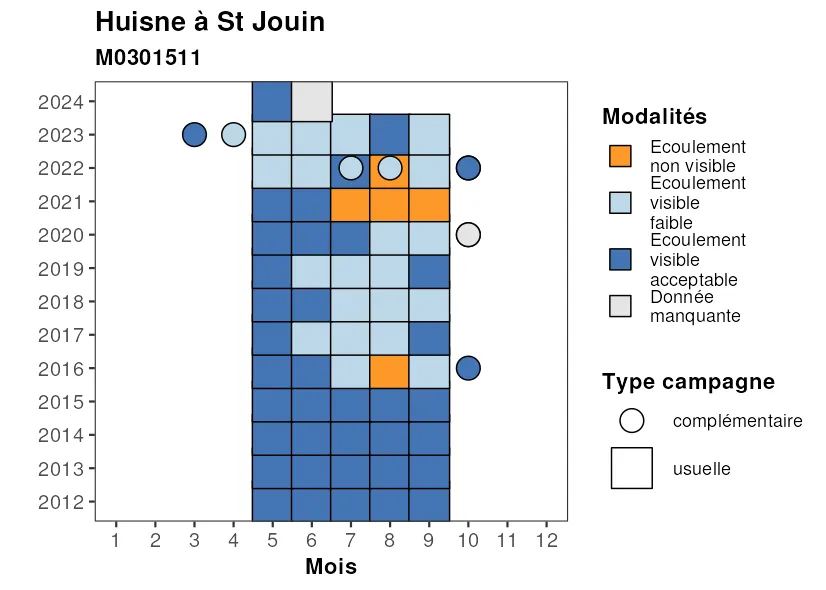 Huisne à St Jouin
M0301511
2024
2023
2022
2021
2020
2019
2018
2017
2016
2015
2014
2013
2012
1 2 3 4 5 6 7 8 9 10 11 12
Mois
Modalités
Ecoulement
non visible
Ecoulement
visible
faible
Ecoulement
visible
acceptable
Donnée
manquante
Type campagne
complémentaire
usuelle